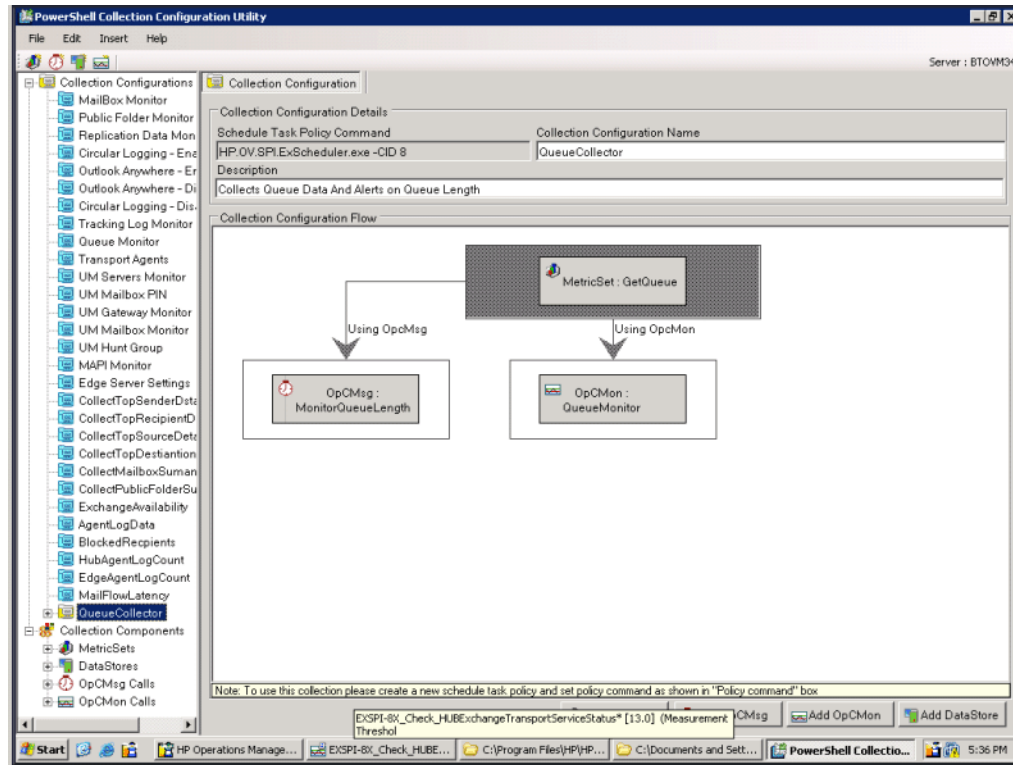 PowerShell Collection Configuration Utility
File Edit Insert Help
Server : BTOVM34
Collection Configurations
MailBox Monitor
Public Folder Monitor
Replication Data Mon
Circular Logging - Ena
Outlook Anywhere - Er
Outlook Anywhere - Di
Circular Logging - Dis
Tracking Log Monitor
Queue Monitor
Transport Agents
UM Servers Monitor
UM Mailbox PIN
UM Gateway Monitor
UM Mailbox Monitor
UM Hunt Group
MAPI Monitor
Edge Server Settings
CollectTopSenderDsta
CollectTopRecipientD
CollectTopSourceDeta
CollectTopDestiantion
CollectMailboxSuman
CollectPublicFolderSu
ExchangeAvailability
AgentLogData
BlockedRecpients
HubAgentLogCount
EdgeAgentLogCount
MailFlowLatency
QueueCollector
Collection Components
MetricSets
DataStores
OpCMsg Calls
OpCMon Calls
Collection Configuration
Collection Configuration Details
Schedule Task Policy Command
Collection Configuration Name
HP.OV.SPI.ExScheduler.exe -CID 8
QueueCollector
Description
Collects Queue Data And Alerts on Queue Length
Collection Configuration Flow
MetricSet : GetQueue
Using OpcMsg
Using OpcMon
OpCMsg :
MonitorQueueLength
OpCMon :
QueueMonitor
Note: To use this collection please create a new schedule task policy and set policy command as shown in "Policy command" box
EXSPI-8X_Check_HUBExchangeTransportServiceStatus* [13.0] (Measurement
Threshol
CMsg
Add OpCMon
Add DataStore
Start
HP Operations Manage...
EXSPI-8X_Check_HUBE...
C:\Program Files\HP\HP...
C:\Documents and Sett...
PowerShell Collectio...
5:36 PM